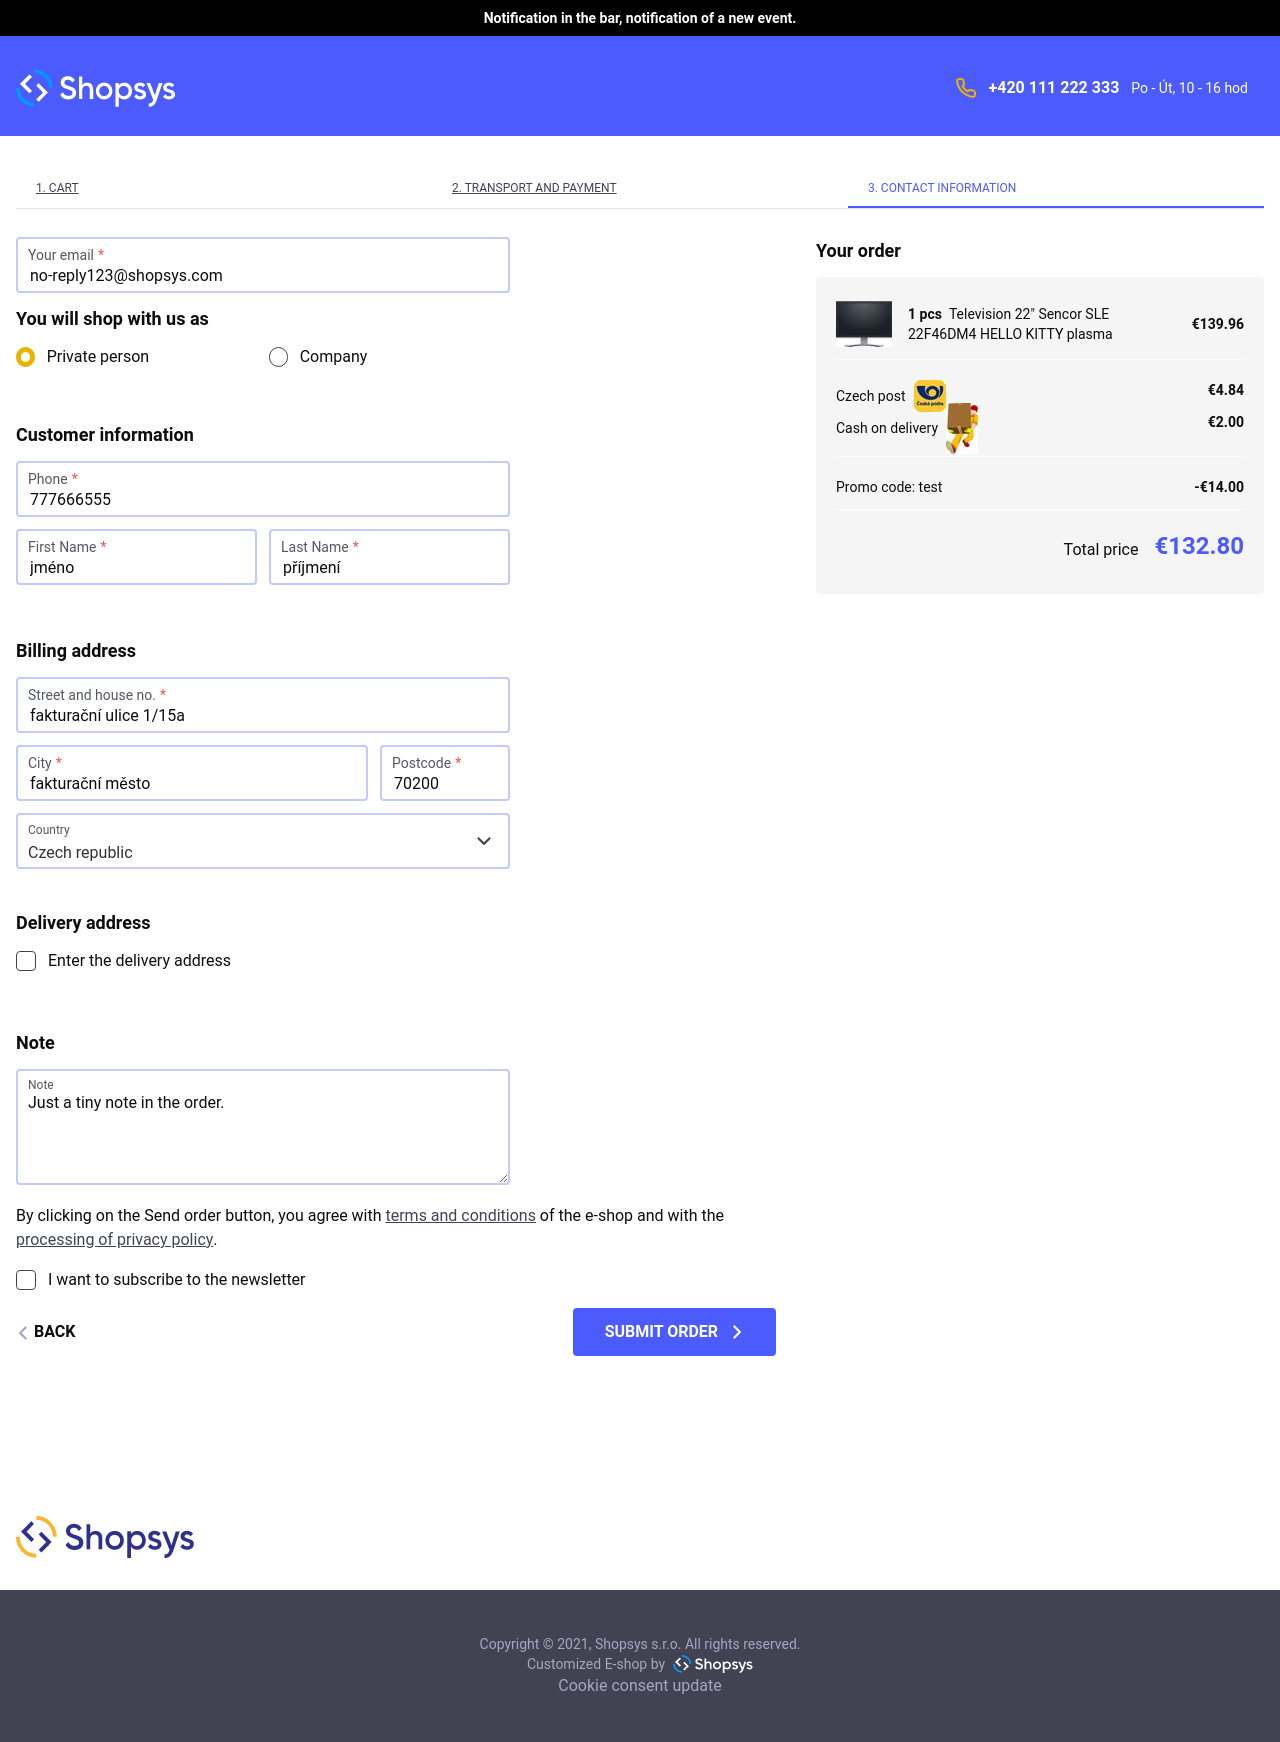 Notification in the bar, notification of a new event.
Shopsys
+420 111 222 333 Po - Út, 10 - 16 hod
1. CART
2. TRANSPORT AND PAYMENT
3. CONTACT INFORMATION
Your email *
no-reply123@shopsys.com
You will shop with us as
Private person
Company
Customer information
Phone *
777666555
First Name *
jméno
Last Name *
příjmení
Billing address
Street and house no. *
fakturační ulice 1/15a
City *
fakturační město
Postcode *
70200
Country
Czech republic
Delivery address
Enter the delivery address
Note
Note
Just a tiny note in the order.
By clicking on the Send order button, you agree with terms and conditions of the e-shop and with the
processing of privacy policy.
I want to subscribe to the newsletter
BACK
SUBMIT ORDER
Your order
1 pcs Television 22" Sencor SLE
22F46DM4 HELLO KITTY plasma
€139.96
Czech post
Česká pošta
€4.84
Cash on delivery
€2.00
Promo code: test
-€14.00
Total price €132.80
Shopsys
Copyright © 2021, Shopsys s.r.o. All rights reserved.
Customized E-shop by Shopsys
Cookie consent update